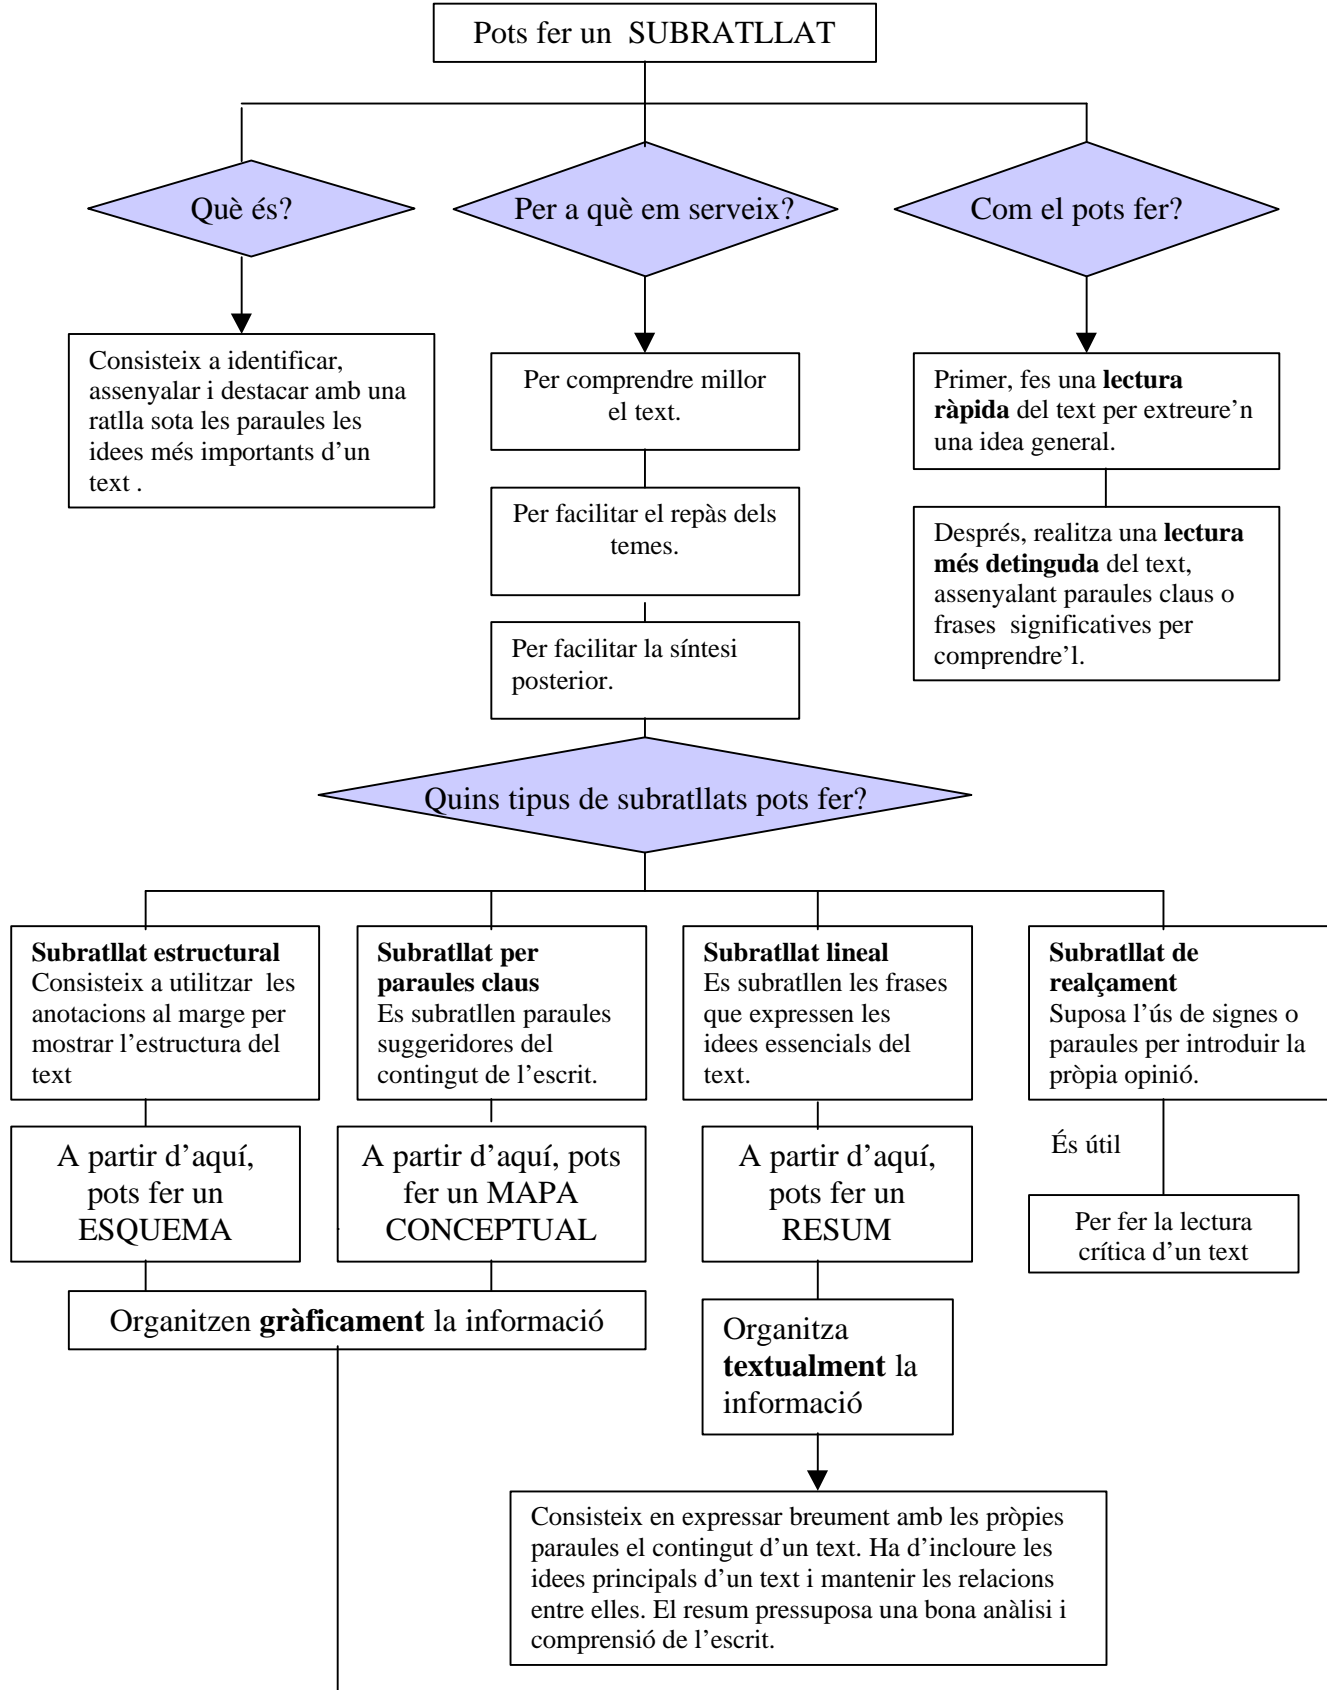 Pots fer un  SUBRATLLAT
Què és?
Per a què em serveix?
Com el pots fer?
Consisteix a identificar,
assenyalar i destacar amb una
ratlla sota les paraules les
idees més importants d’un
text .
Per comprendre millor
el text.
Per facilitar el repàs dels
temes.
Per facilitar la síntesi
posterior.
Primer, fes una lectura
ràpida del text per extreure’n
una idea general.
Després, realitza una lectura
més detinguda del text,
assenyalant paraules claus o
frases  significatives per
comprendre’l.
Quins tipus de subratllats pots fer?
Subratllat estructural
Consisteix a utilitzar  les
anotacions al marge per
mostrar l’estructura del
text
Subratllat per
paraules claus
Es subratllen paraules
suggeridores del
contingut de l’escrit.
Subratllat lineal
Es subratllen les frases
que expressen les
idees essencials del
text.
Subratllat de
realçament
Suposa l’ús de signes o
paraules per introduir la
pròpia opinió.
A partir d’aquí,
pots fer un
ESQUEMA
A partir d’aquí, pots
fer un MAPA
CONCEPTUAL
A partir d’aquí,
pots fer un
RESUM
És útil
Per fer la lectura
crítica d’un text
Organitzen gràficament la informació
Organitza
textualment la
informació
Consisteix en expressar breument amb les pròpies
paraules el contingut d’un text. Ha d’incloure les
idees principals d’un text i mantenir les relacions
entre elles. El resum pressuposa una bona anàlisi i
comprensió de l’escrit.